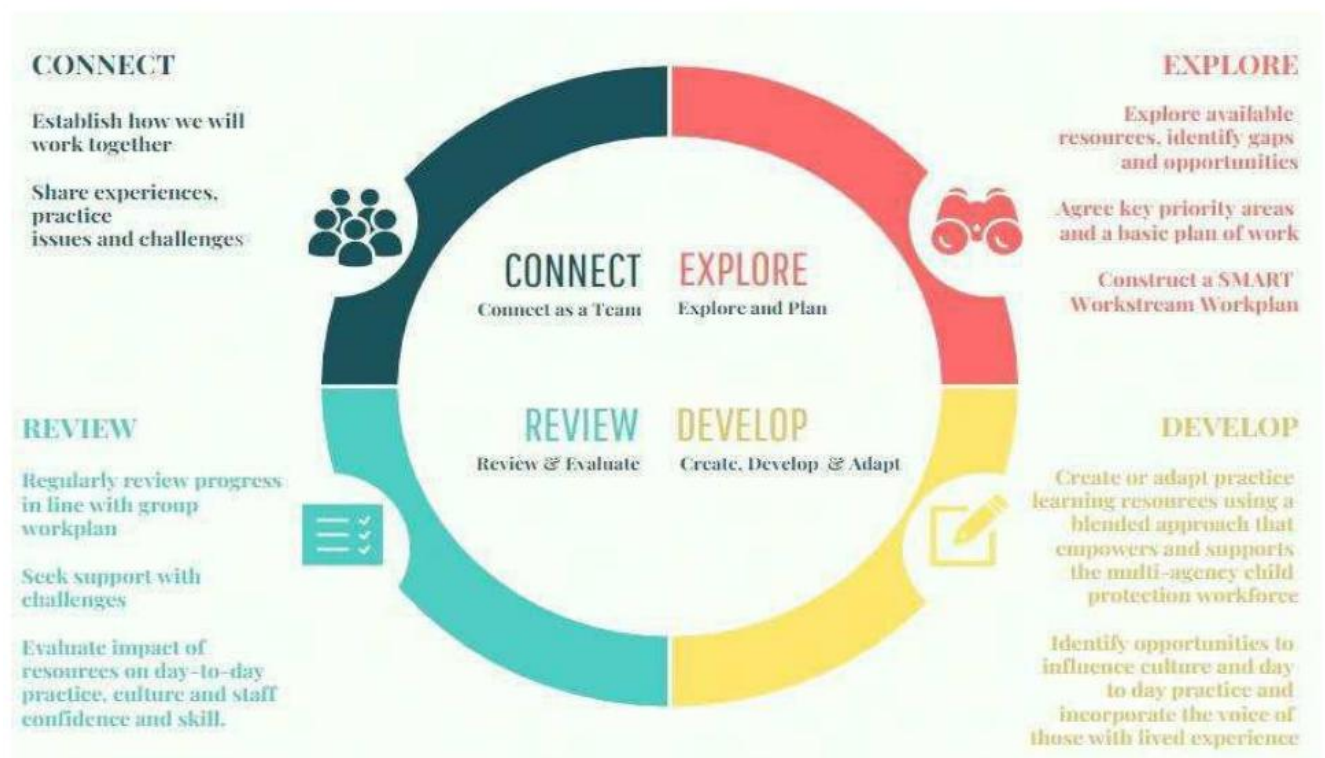 CONNECT
Establish how we will
work together
Share experiences,
practice
issues and challenges
EXPLORE
Explore available
resources, identify gaps
and opportunities
Agree key priority areas
and a basic plan of work
Construct a SMART
Workstream Workplan
CONNECT
Connect as a Team
EXPLORE
Explore and Plan
REVIEW
Review & Evaluate
DEVELOP
Create, Develop & Adapt
REVIEW
Regularly review progress
in line with group
workplan
Seek support with
challenges
Evaluate impact of
resources on day-to-day
practice, culture and staff
confidence and skill.
DEVELOP
Create or adapt practice
learning resources using a
blended approach that
empowers and supports
the multi-agency child
protection workforce
Identify opportunities to
influence culture and day
to day practice and
incorporate the voice of
those with lived experience